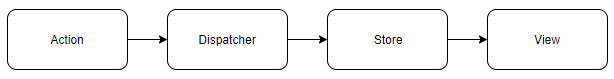 Action
Dispatcher
Store
View